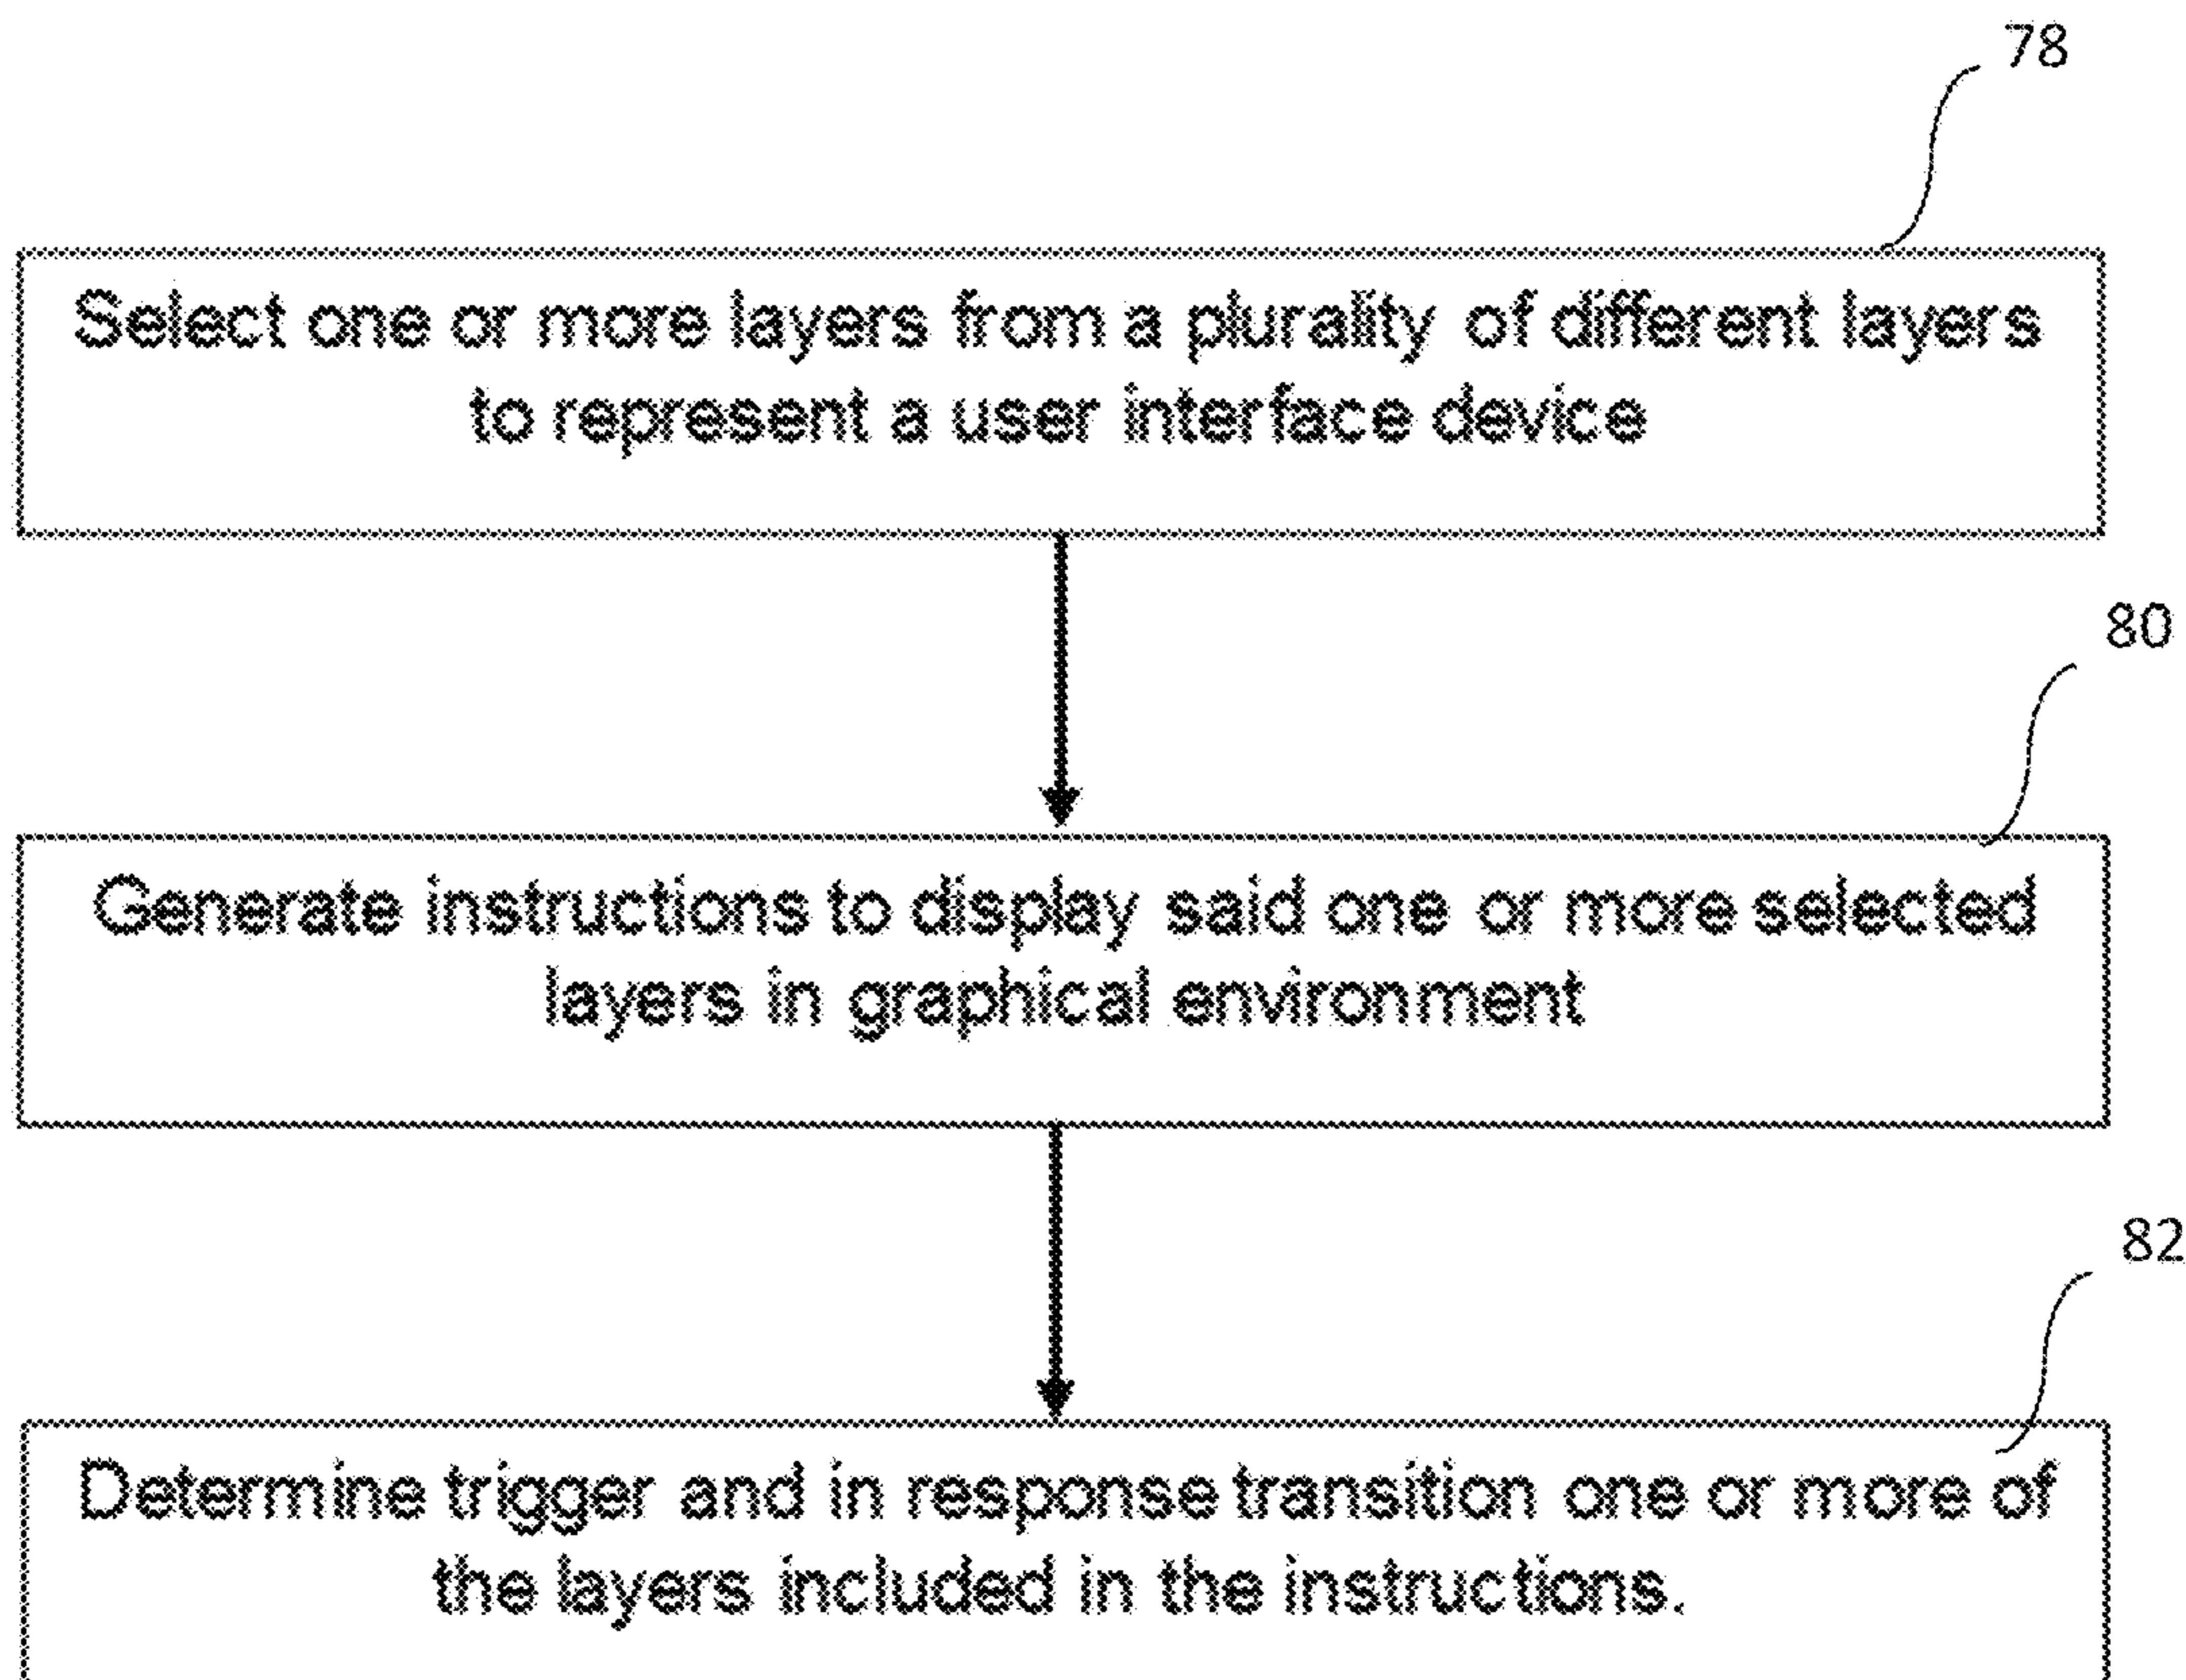 78
Select one or more layers from a plurality of different layers
to represent a user interface device
80
Generate instructions to display said one or more selected
layers in graphical environment
82
Determine trigger and in response transition one or more of
the layers included in the instructions.